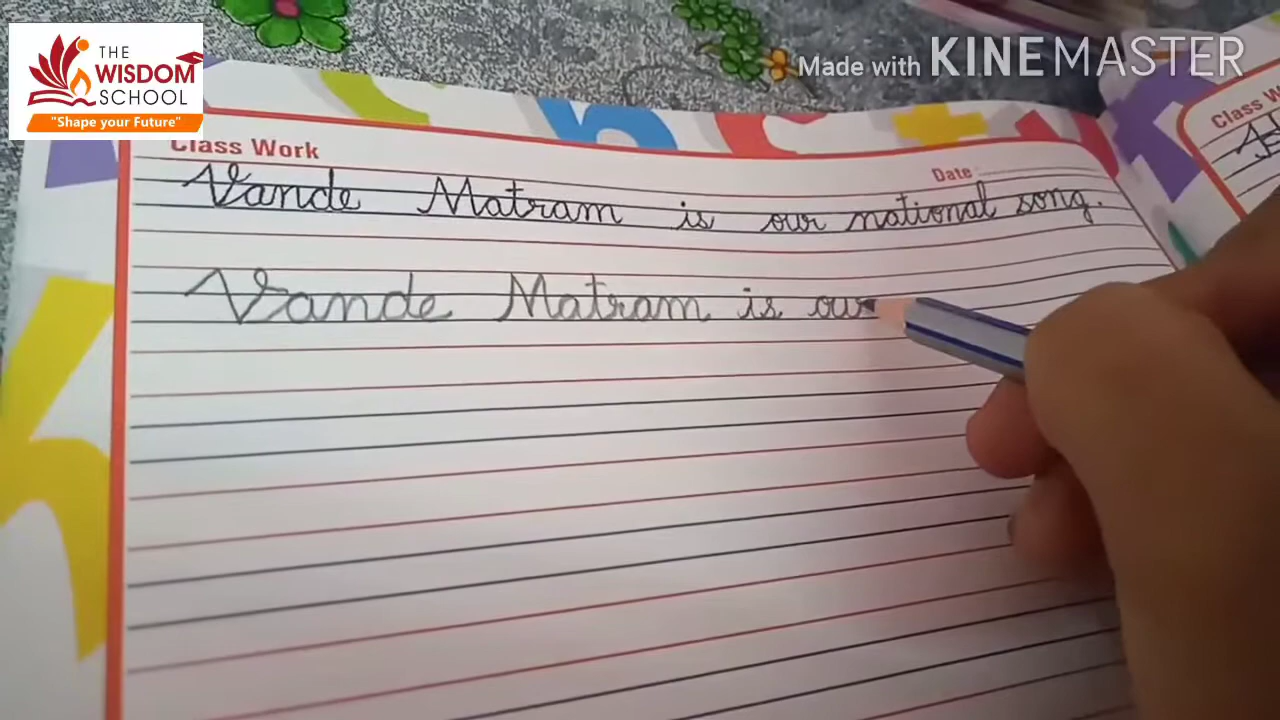 THE
WISDOM
SCHOOL
"Shape your Future"
Made with KINEMASTER
Class Work
Date
Vande Matram is our national song.
Vande Matram is our